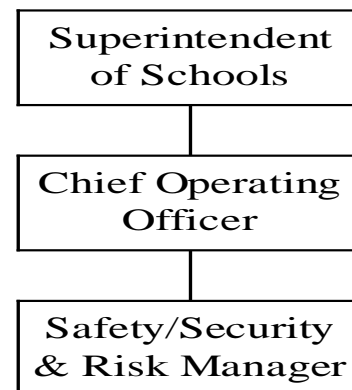 Superintendent
of Schools
Chief Operating
Officer
Safety/Security
& Risk Manager